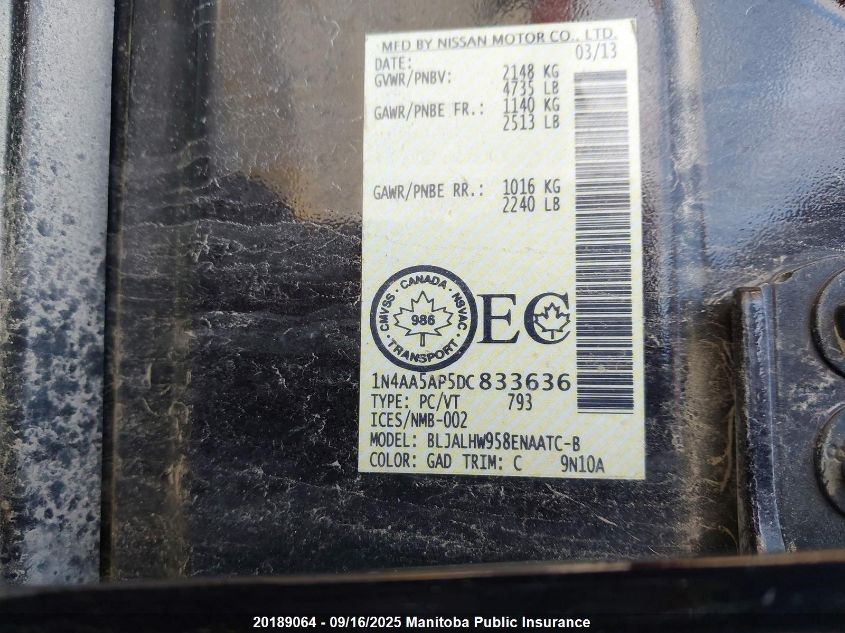 MFD BY NISSAN MOTOR CO., LTD.
DATE: 03/13
GVWR/PNBV: 2148 KG
4735 LB
GAWR/PNBE FR.: 1140 KG
2513 LB
GAWR/PNBE RR.: 1016 KG
2240 LB
CMVSS · CANADA · NSVAC · TRANSPORT ·
986
EC
1N4AA5AP5DC833636
TYPE: PC/VT 793
ICES/NMB-002
MODEL: BLJALHW958ENAATC-B
COLOR: GAD TRIM: C 9N10A
20189064 - 09/16/2025 Manitoba Public Insurance